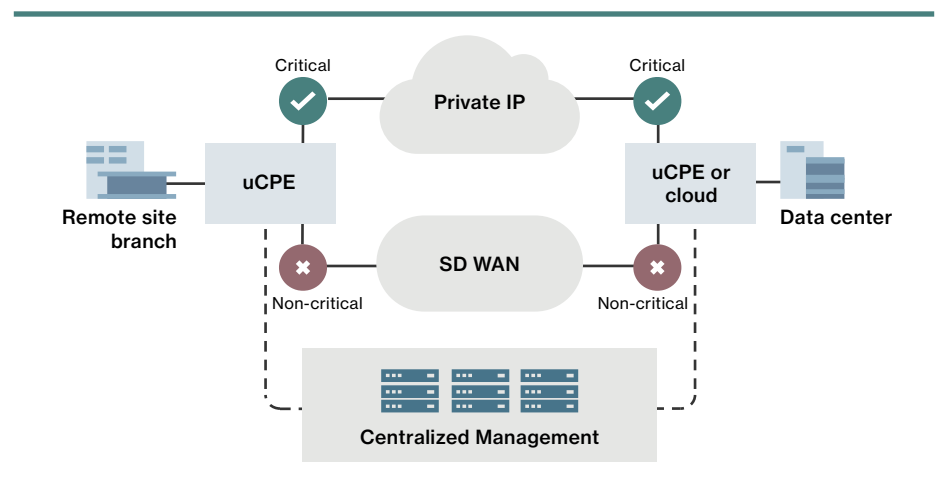 Critical
Critical
Private IP
uCPE
uCPE or
cloud
Remote site
branch
Data center
SD WAN
Non-critical
Non-critical
Centralized Management